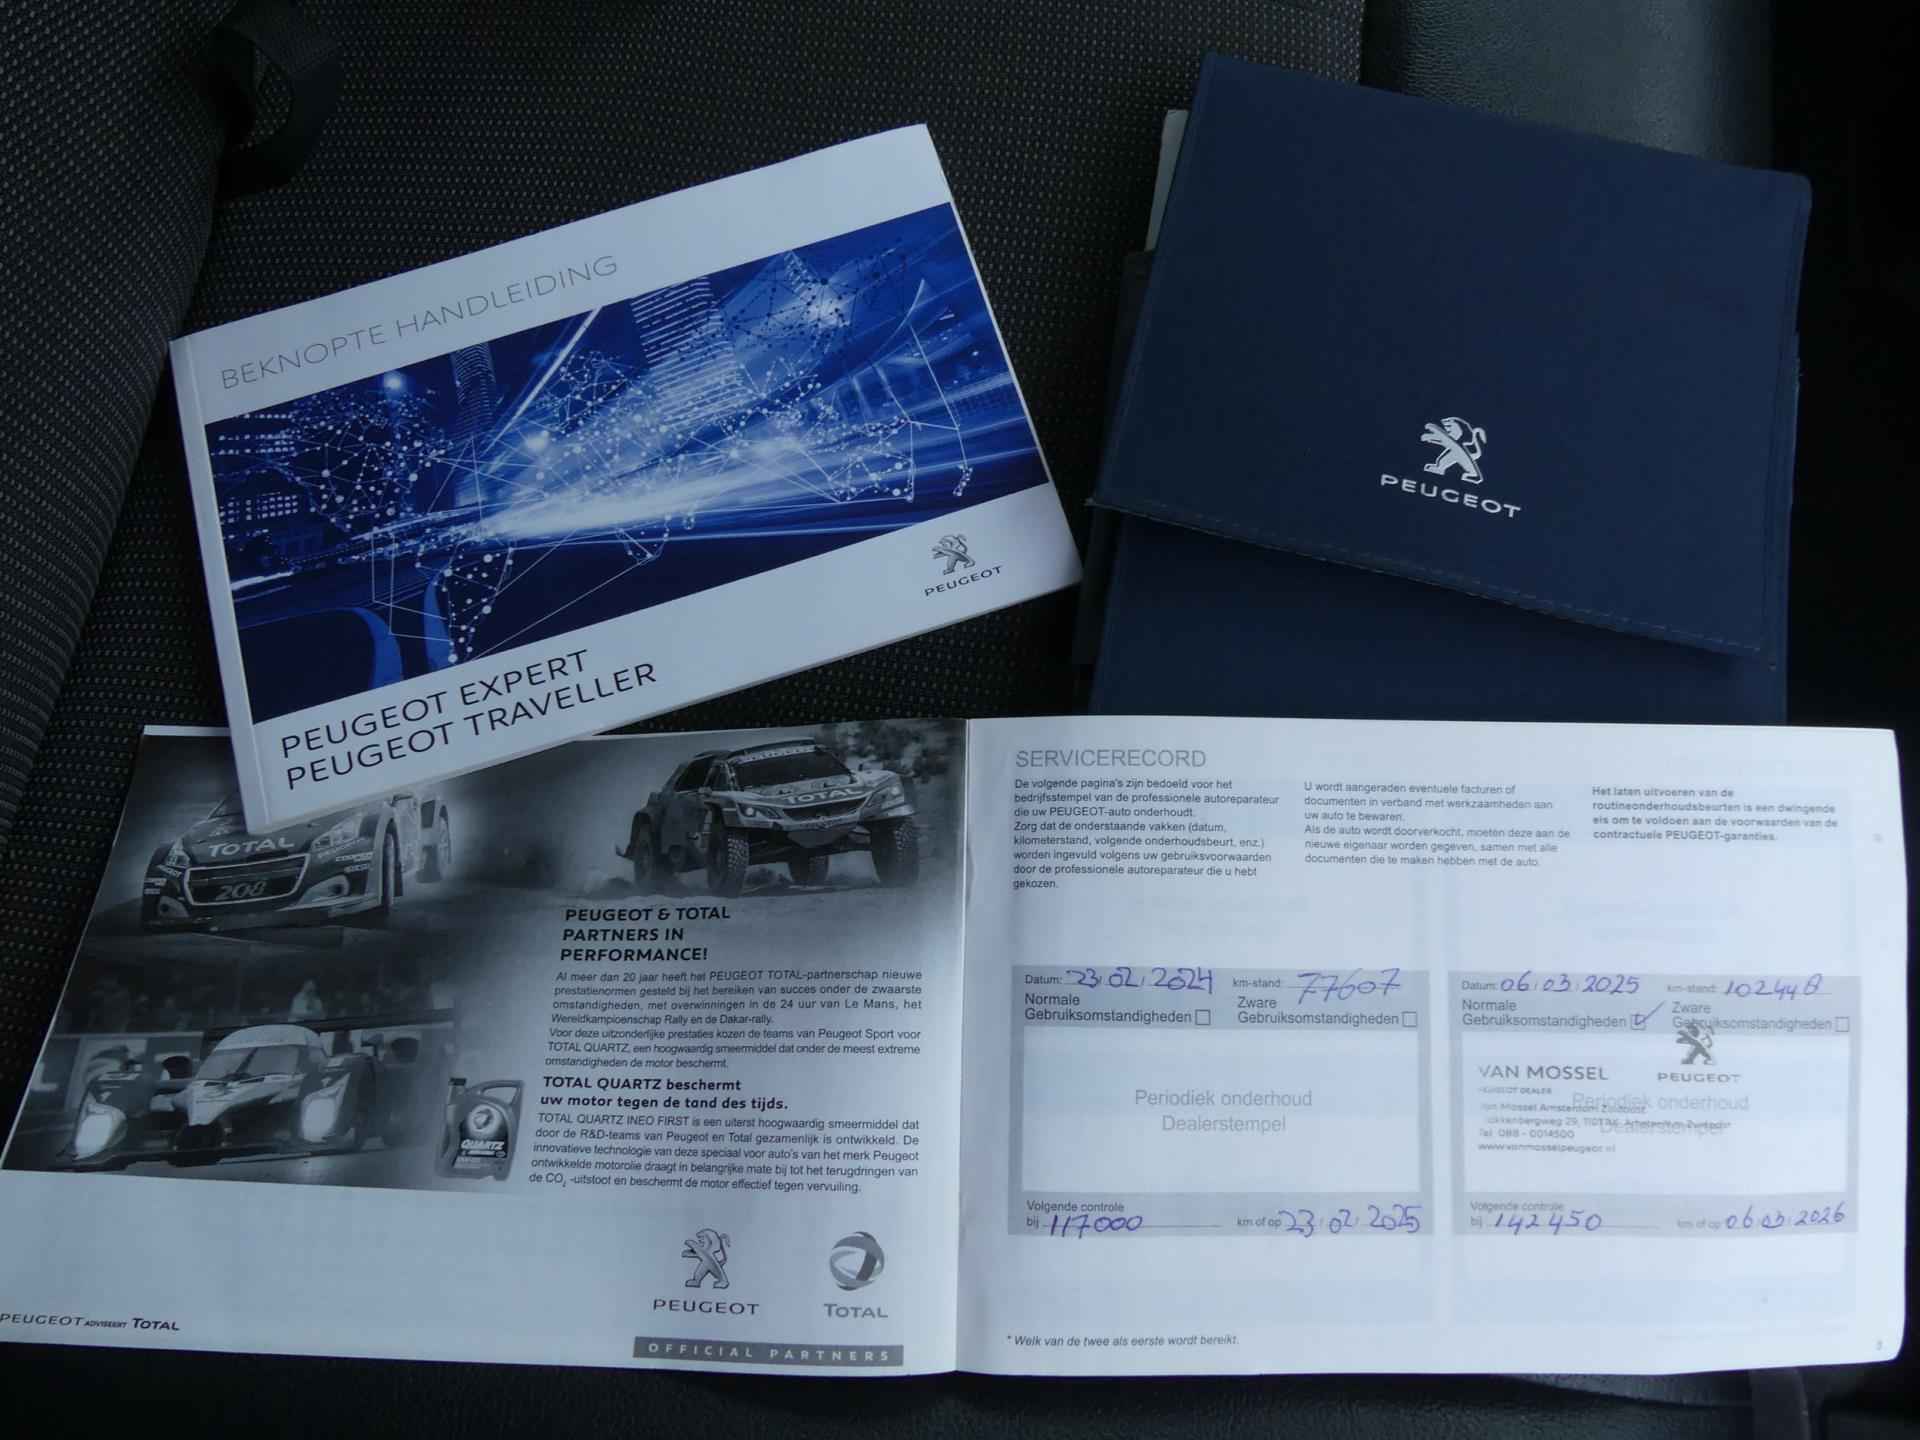 BEKNOPTE HANDLEIDING
PEUGEOT
PEUGEOT EXPERT
PEUGEOT TRAVELLER
PEUGEOT
TOTAL
208
TOTAL
PEUGEOT & TOTAL
PARTNERS IN
PERFORMANCE!
Al meer dan 20 jaar heeft het PEUGEOT TOTAL-partnerschap nieuwe
prestatienormen gesteld bij het bereiken van succes onder de zwaarste
omstandigheden, met overwinningen in de 24 uur van Le Mans, het
Wereldkampioenschap Rally en de Dakar-rally.
Voor deze uitzonderlijke prestaties kozen de teams van Peugeot Sport voor
TOTAL QUARTZ, een hoogwaardig smeermiddel dat onder de meest extreme
omstandigheden de motor beschermt.
TOTAL QUARTZ beschermt
uw motor tegen de tand des tijds.
TOTAL QUARTZ INEO FIRST is een uiterst hoogwaardig smeermiddel dat
door de R&D-teams van Peugeot en Total gezamenlijk is ontwikkeld. De
innovatieve technologie van deze speciaal voor auto's van het merk Peugeot
ontwikkelde motorolie draagt in belangrijke mate bij tot het terugdringen van
de CO2 -uitstoot en beschermt de motor effectief tegen vervuiling.
QUARTZ
PEUGEOT
TOTAL
PEUGEOT ADVISEERT TOTAL
OFFICIAL PARTNERS
SERVICERECORD
De volgende pagina's zijn bedoeld voor het
bedrijfsstempel van de professionele autoreparateur
die uw PEUGEOT-auto onderhoudt.
Zorg dat de onderstaande vakken (datum,
kilometerstand, volgende onderhoudsbeurt, enz.)
worden ingevuld volgens uw gebruiksvoorwaarden
door de professionele autoreparateur die u hebt
gekozen.
U wordt aangeraden eventuele facturen of
documenten in verband met werkzaamheden aan
uw auto te bewaren.
Als de auto wordt doorverkocht, moeten deze aan de
nieuwe eigenaar worden gegeven, samen met alle
documenten die te maken hebben met de auto.
Het laten uitvoeren van de
routineonderhoudsbeurten is een dwingende
eis om te voldoen aan de voorwaarden van de
contractuele PEUGEOT-garanties.
Datum: 23/02/2024 km-stand: 77607
Normale
Gebruiksomstandigheden
Zware
Gebruiksomstandigheden
Periodiek onderhoud
Dealerstempel
Volgende controle
bij 117000 km of op 23/02/2025
Datum: 06/03/2025 km-stand: 102448
Normale
Gebruiksomstandigheden
Zware
Gebruiksomstandigheden
VAN MOSSEL
PEUGEOT DEALER
PEUGEOT
Periodiek onderhoud
Dealerstempel
Van Mossel Amsterdam Zuidoost
Tel. 088 - 0014500
www.vanmosselpeugeot.nl
Volgende controle
bij 142450 km of op 06/03/2026
* Welk van de twee als eerste wordt bereikt.